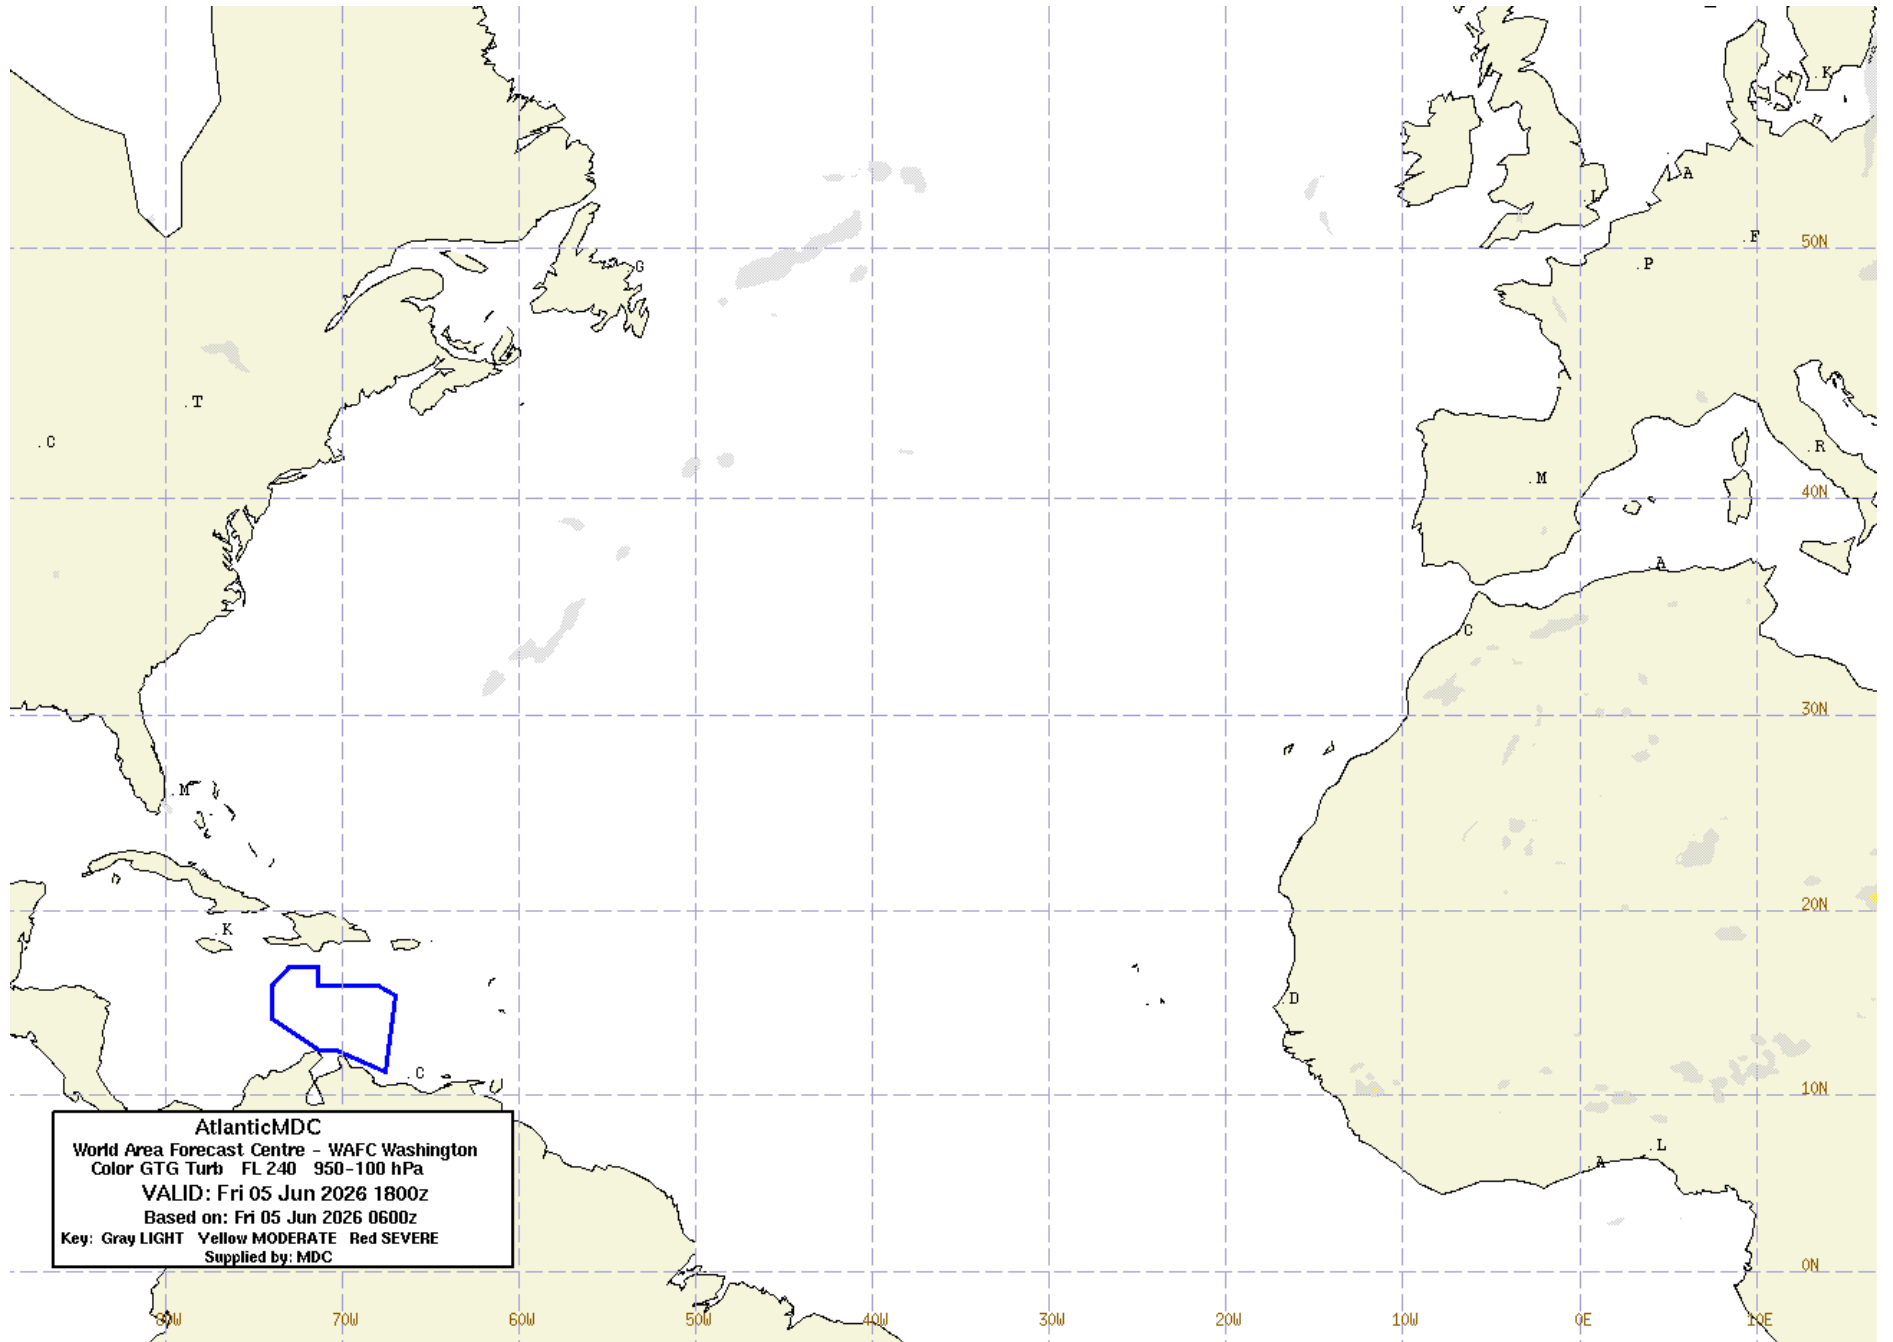 .K
A
L
50N
.F
.P
G
.T
.C
.R
.M
40N
.A
C
30N
.M
20N
.K
.D
.C
10N
AtlanticMDC
World Area Forecast Centre - WAFC Washington
Color GTG Turb FL 240 950-100 hPa
VALID: Fri 05 Jun 2026 1800z
Based on: Fri 05 Jun 2026 0600z
Key: Gray LIGHT Yellow MODERATE Red SEVERE
Supplied by: MDC
.L
A
0N
80W 70W 60W 50W 40W 30W 20W 10W 0E 10E